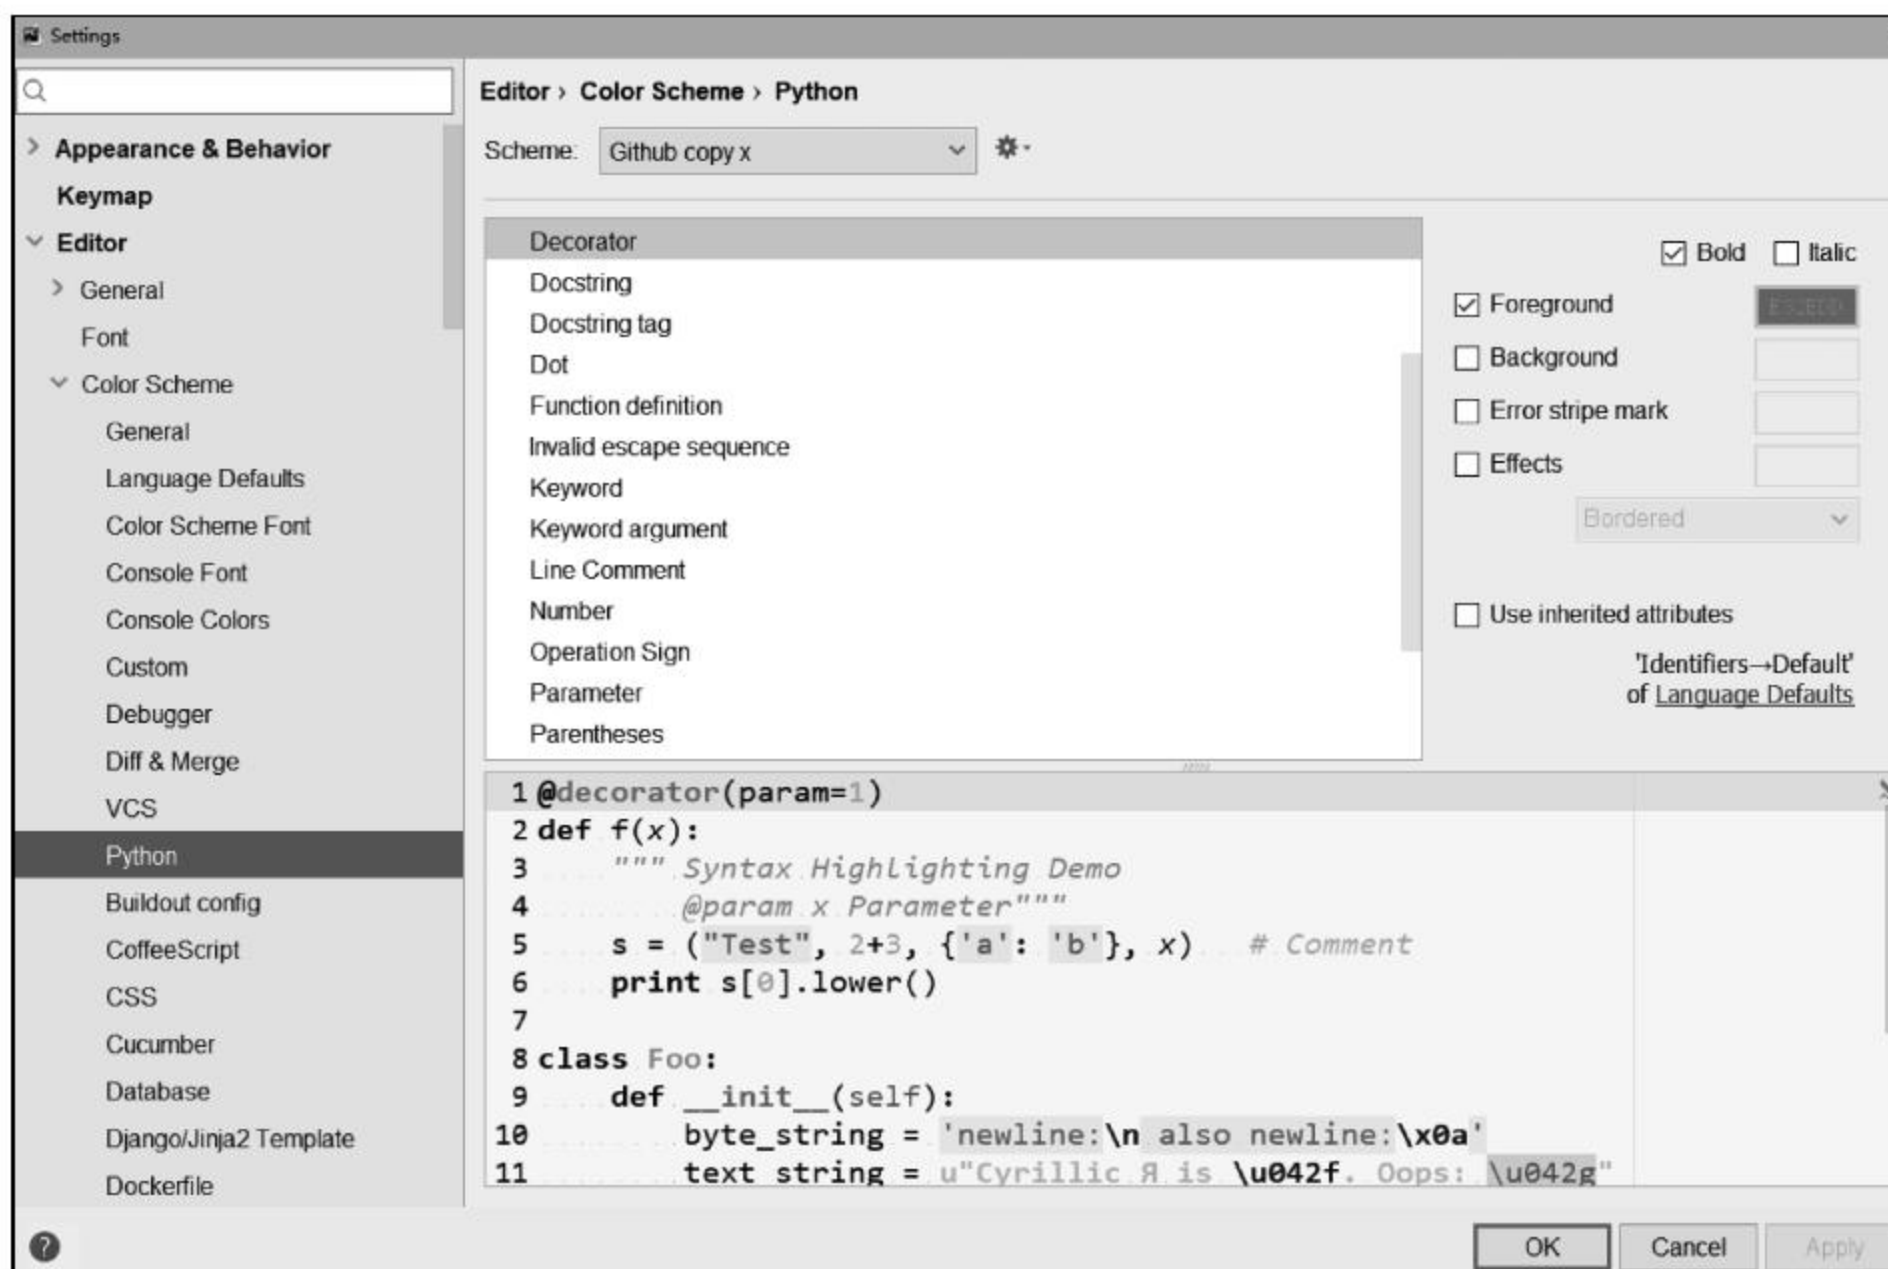 Settings
Appearance & Behavior
Keymap
Editor
General
Font
Color Scheme
General
Language Defaults
Color Scheme Font
Console Font
Console Colors
Custom
Debugger
Diff & Merge
VCS
Python
Buildout config
CoffeeScript
CSS
Cucumber
Database
Django/Jinja2 Template
Dockerfile
Editor › Color Scheme › Python
Scheme: Github copy x
Decorator
Docstring
Docstring tag
Dot
Function definition
Invalid escape sequence
Keyword
Keyword argument
Line Comment
Number
Operation Sign
Parameter
Parentheses
Bold Italic
Foreground
Background
Error stripe mark
Effects
Bordered
Use inherited attributes
'Identifiers→Default'
of Language Defaults
1 @decorator(param=1)
2 def f(x):
3     """ Syntax Highlighting Demo
4         @param x Parameter"""
5     s = ("Test", 2+3, {'a': 'b'}, x)   # Comment
6     print s[0].lower()
7
8 class Foo:
9     def __init__(self):
10         byte_string = 'newline:\n also newline:\x0a'
11         text_string = u"Cyrillic Я is \u042f. Oops: \u042g"
?
OK Cancel Apply